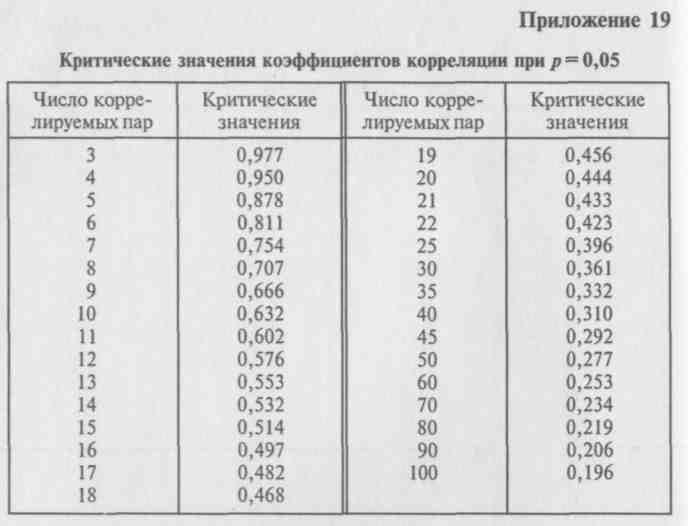 Приложение 19
Критические значения коэффициентов корреляции при p = 0,05
Число корре- Критические Число корре- Критические
лируемых пар значения лируемых пар значения
3 0,977 19 0,456
4 0,950 20 0,444
5 0,878 21 0,433
6 0,811 22 0,423
7 0,754 25 0,396
8 0,707 30 0,361
9 0,666 35 0,332
10 0,632 40 0,310
11 0,602 45 0,292
12 0,576 50 0,277
13 0,553 60 0,253
14 0,532 70 0,234
15 0,514 80 0,219
16 0,497 90 0,206
17 0,482 100 0,196
18 0,468